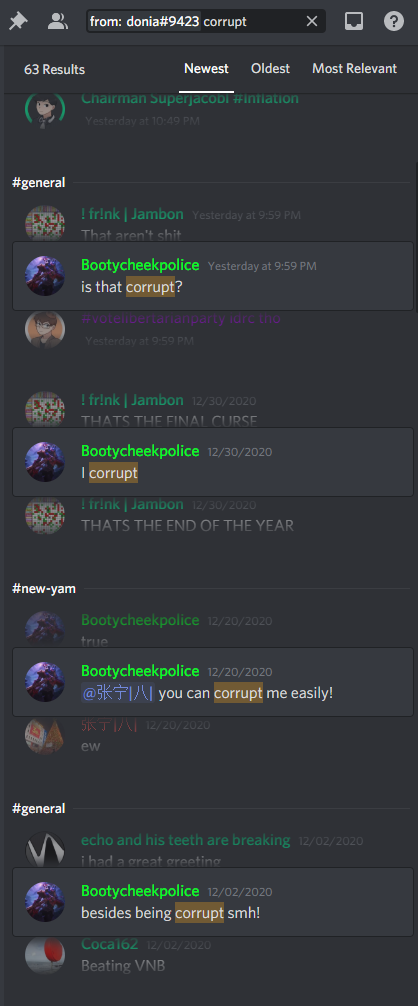 from: donia#9423 corrupt
63 Results
Newest
Oldest
Most Relevant
Chairman Superjacobi #Inflation
Yesterday at 10:49 PM
#general
! fr!nk | Jambon Yesterday at 9:59 PM
That aren't shit
Bootycheekpolice Yesterday at 9:59 PM
is that corrupt?
#votelibertarianparty idfc tho
Yesterday at 9:59 PM
! fr!nk | Jambon 12/30/2020
THATS THE FINAL CURSE
Bootycheekpolice 12/30/2020
I corrupt
! fr!nk | Jambon 12/30/2020
THATS THE END OF THE YEAR
#new-yam
Bootycheekpolice 12/20/2020
true
Bootycheekpolice 12/20/2020
@张宁|八| you can corrupt me easily!
张宁|八| 12/20/2020
ew
#general
echo and his teeth are breaking 12/02/2020
i had a great greeting
Bootycheekpolice 12/02/2020
besides being corrupt smh!
Coca162 12/02/2020
Beating VNB